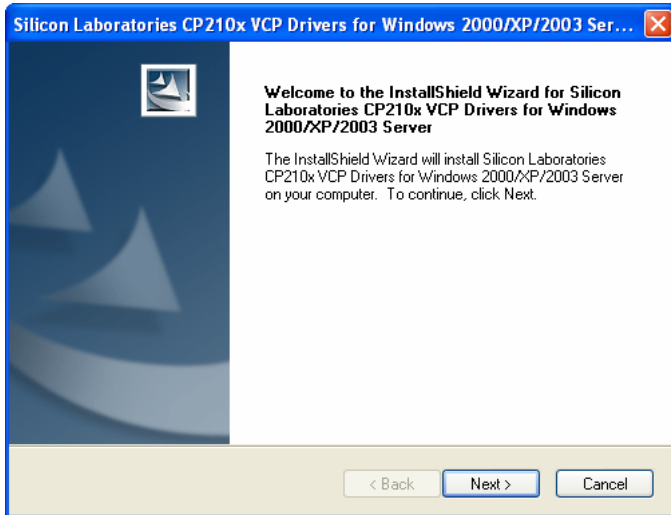 Silicon Laboratories CP210x VCP Drivers for Windows 2000/XP/2003 Ser...
Welcome to the InstallShield Wizard for Silicon
Laboratories CP210x VCP Drivers for Windows
2000/XP/2003 Server
The InstallShield Wizard will install Silicon Laboratories
CP210x VCP Drivers for Windows 2000/XP/2003 Server
on your computer. To continue, click Next.
< Back Next > Cancel